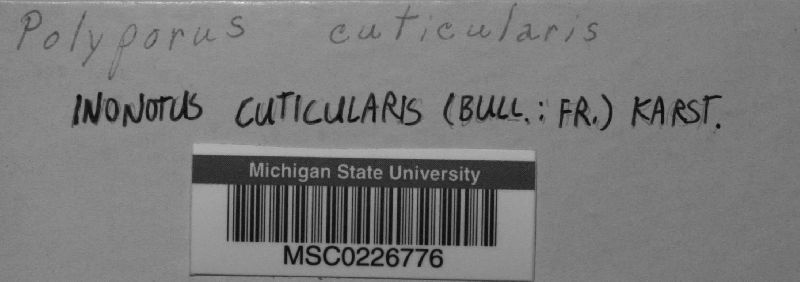 Polyporus cuticularis
INONOTUS CUTICULARIS (BULL.: FR.) KARST.
Michigan State University
MSC0226776